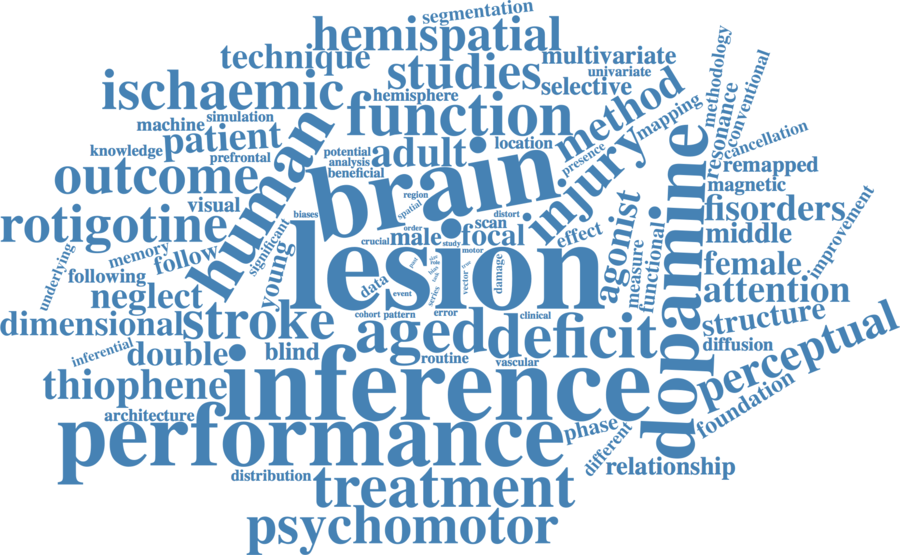 segmentation
hemispatial
technique
multivariate
univariate
studies
selective
ischaemic
hemisphere
methodology
conventional
resonance
method
mapping
simulation
function
machine
patient
human
knowledge
prefrontal
potential
analysis
beneficial
adult
location
presence
cancellation
injury
brain
dopamine
remapped
magnetic
outcome
visual
region
spatial
biases
distort
scan
fisorders
rotigotine
order
crucial
male
study
focal
motor
effect
agonist
functional
measure
middle
improvement
underlying
memory
follow
following
significant
young
lesion
data
event
series
vector
true
damage
role
female
attention
neglect
cohort
pattern
error
clinical
dimensional
stroke
aged
deficit
structure
diffusion
perceptual
inferential
double
blind
routine
vascular
thiophene
inference
foundation
architecture
performance
phase
different
relationship
distribution
treatment
psychomotor